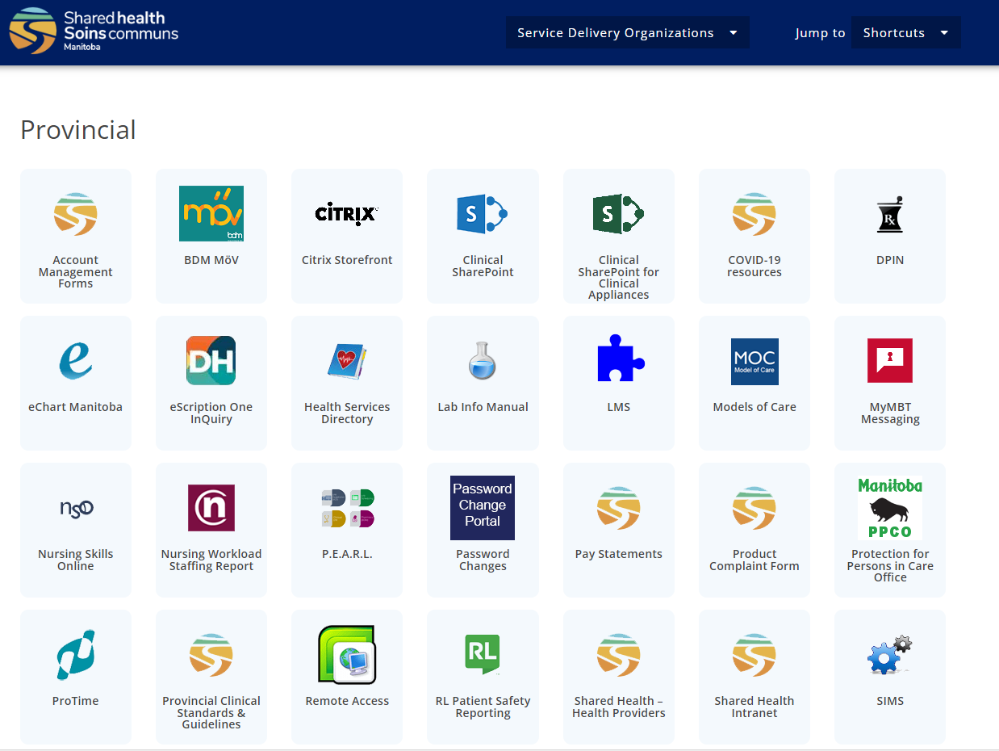 Shared health
Soins communs
Manitoba
Service Delivery Organizations
Jump to
Shortcuts
Provincial
Account
Management
Forms
möv
bdm
BDM MöV
CİTRIX
Citrix Storefront
S
Clinical
SharePoint
S
Clinical
SharePoint for
Clinical
Appliances
COVID-19
resources
Rx
DPIN
e
eChart Manitoba
DH
eScription One
InQuiry
Health Services
Directory
Lab Info Manual
LMS
MOC
Model of Care
Models of Care
MyMBT
Messaging
nso
Nursing Skills
Online
n
Nursing Workload
Staffing Report
P.E.A.R.L.
Password
Change
Portal
Password
Changes
Pay Statements
Product
Complaint Form
Manitoba
PPCO
Protection for
Persons in Care
Office
ProTime
Provincial Clinical
Standards &
Guidelines
Remote Access
RL
RL Patient Safety
Reporting
Shared Health –
Health Providers
Shared Health
Intranet
SIMS